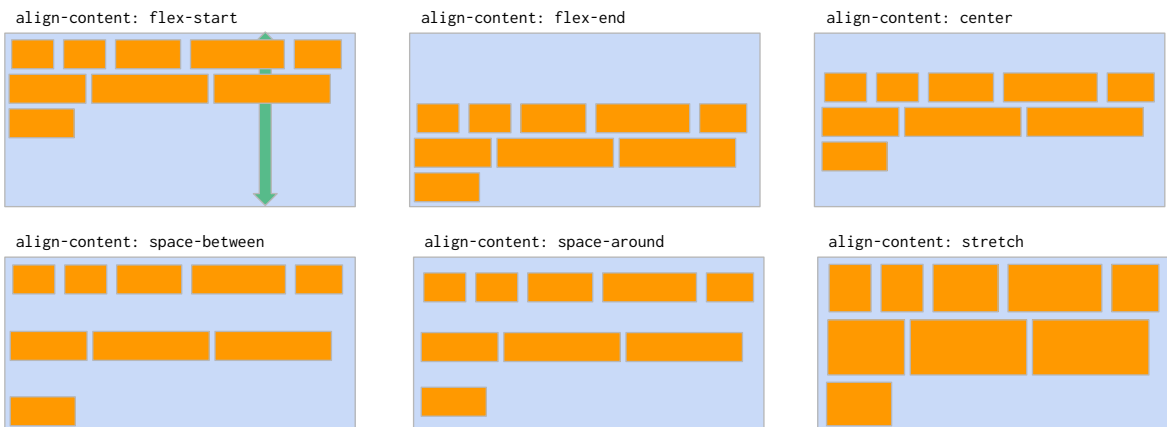 align-content: flex-start
align-content: flex-end
align-content: center
align-content: space-between
align-content: space-around
align-content: stretch